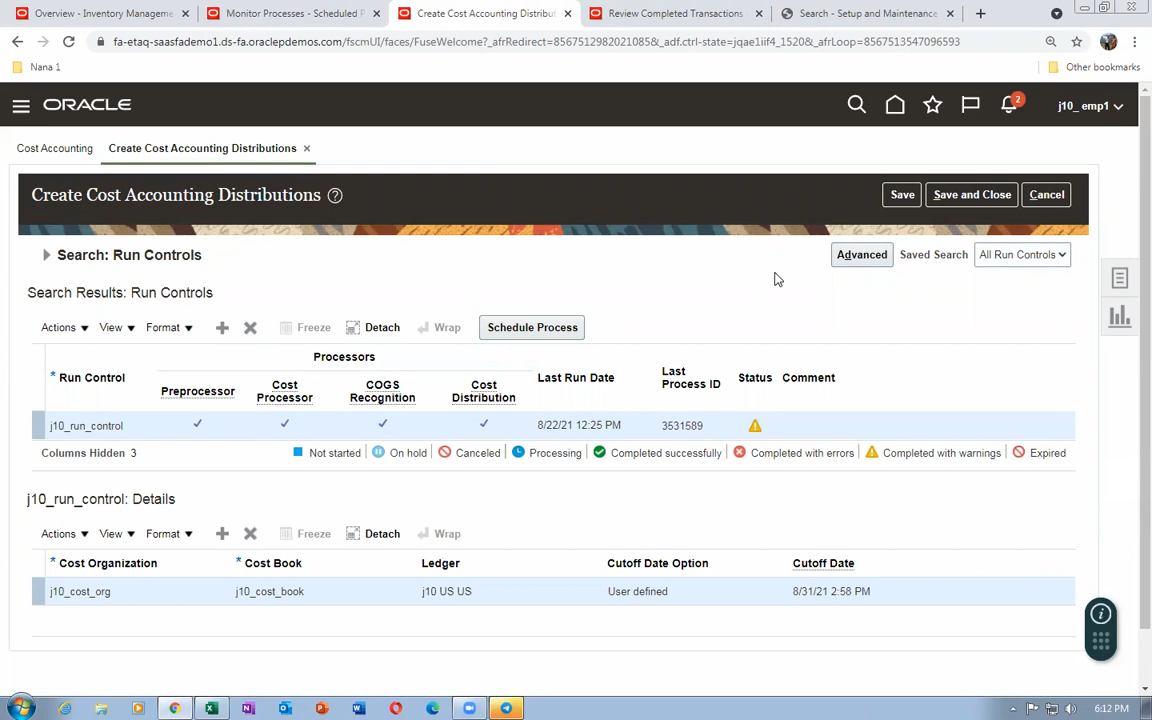 Overview - Inventory Manageme
Monitor Processes - Scheduled P
Create Cost Accounting Distribut
Review Completed Transactions
Search - Setup and Maintenance
fa-etaq-saasfademo1.ds-fa.oraclepdemos.com/fscmUI/faces/FuseWelcome?_afrRedirect=8567512982021085&_adf.ctrl-state=jqae1iif4_1520&_afrLoop=8567513547096593
Nana 1
Other bookmarks
ORACLE
2
j10_ emp1
Cost Accounting
Create Cost Accounting Distributions
Create Cost Accounting Distributions
Save
Save and Close
Cancel
Search: Run Controls
Advanced
Saved Search
All Run Controls
Search Results: Run Controls
Actions
View
Format
Freeze
Detach
Wrap
Schedule Process
* Run Control
Processors
Preprocessor
Cost Processor
COGS Recognition
Cost Distribution
Last Run Date
Last Process ID
Status
Comment
j10_run_control
8/22/21 12:25 PM
3531589
Columns Hidden 3
Not started
On hold
Canceled
Processing
Completed successfully
Completed with errors
Completed with warnings
Expired
j10_run_control: Details
Actions
View
Format
Freeze
Detach
Wrap
* Cost Organization
* Cost Book
Ledger
Cutoff Date Option
Cutoff Date
j10_cost_org
j10_cost_book
j10 US US
User defined
8/31/21 2:58 PM
6:12 PM